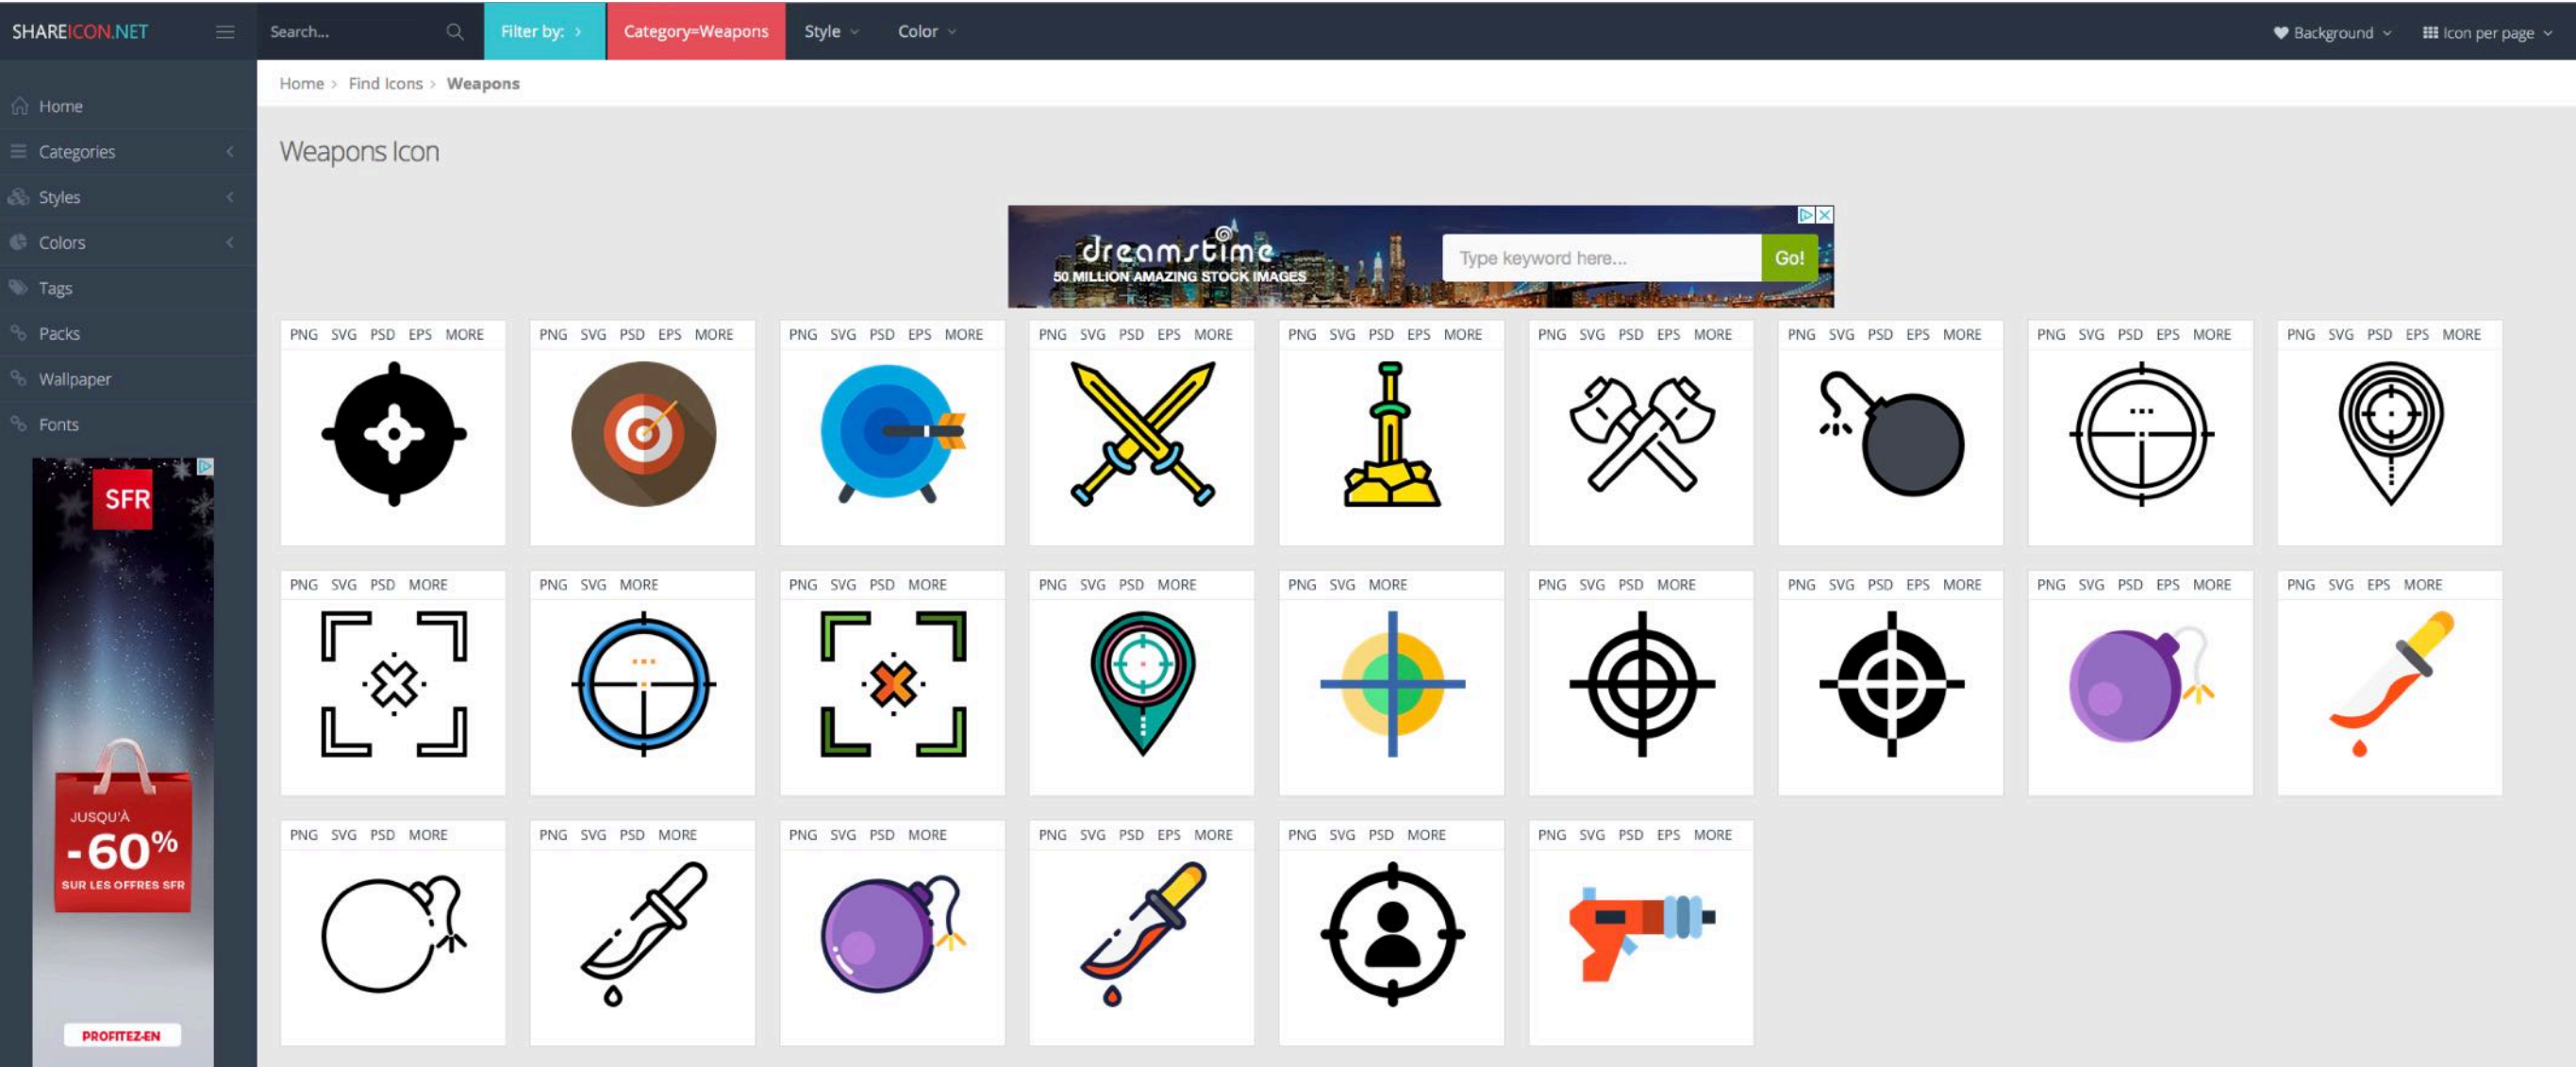 SHAREICON.NET
Search...
Filter by: >
Category=Weapons
Style
Color
Background
Icon per page
Home > Find Icons > Weapons
Home
Categories
Styles
Colors
Tags
Packs
Wallpaper
Fonts
SFR
JUSQU'À
-60%
SUR LES OFFRES SFR
PROFITEZ-EN
Weapons Icon
dreamstime
50 MILLION AMAZING STOCK IMAGES
Type keyword here...
Go!
PNG SVG PSD EPS MORE
PNG SVG PSD EPS MORE
PNG SVG PSD EPS MORE
PNG SVG PSD EPS MORE
PNG SVG PSD EPS MORE
PNG SVG PSD EPS MORE
PNG SVG PSD EPS MORE
PNG SVG PSD EPS MORE
PNG SVG PSD EPS MORE
PNG SVG PSD MORE
PNG SVG MORE
PNG SVG PSD MORE
PNG SVG PSD MORE
PNG SVG MORE
PNG SVG PSD MORE
PNG SVG PSD EPS MORE
PNG SVG PSD EPS MORE
PNG SVG EPS MORE
PNG SVG PSD MORE
PNG SVG PSD MORE
PNG SVG PSD MORE
PNG SVG PSD EPS MORE
PNG SVG PSD MORE
PNG SVG PSD EPS MORE